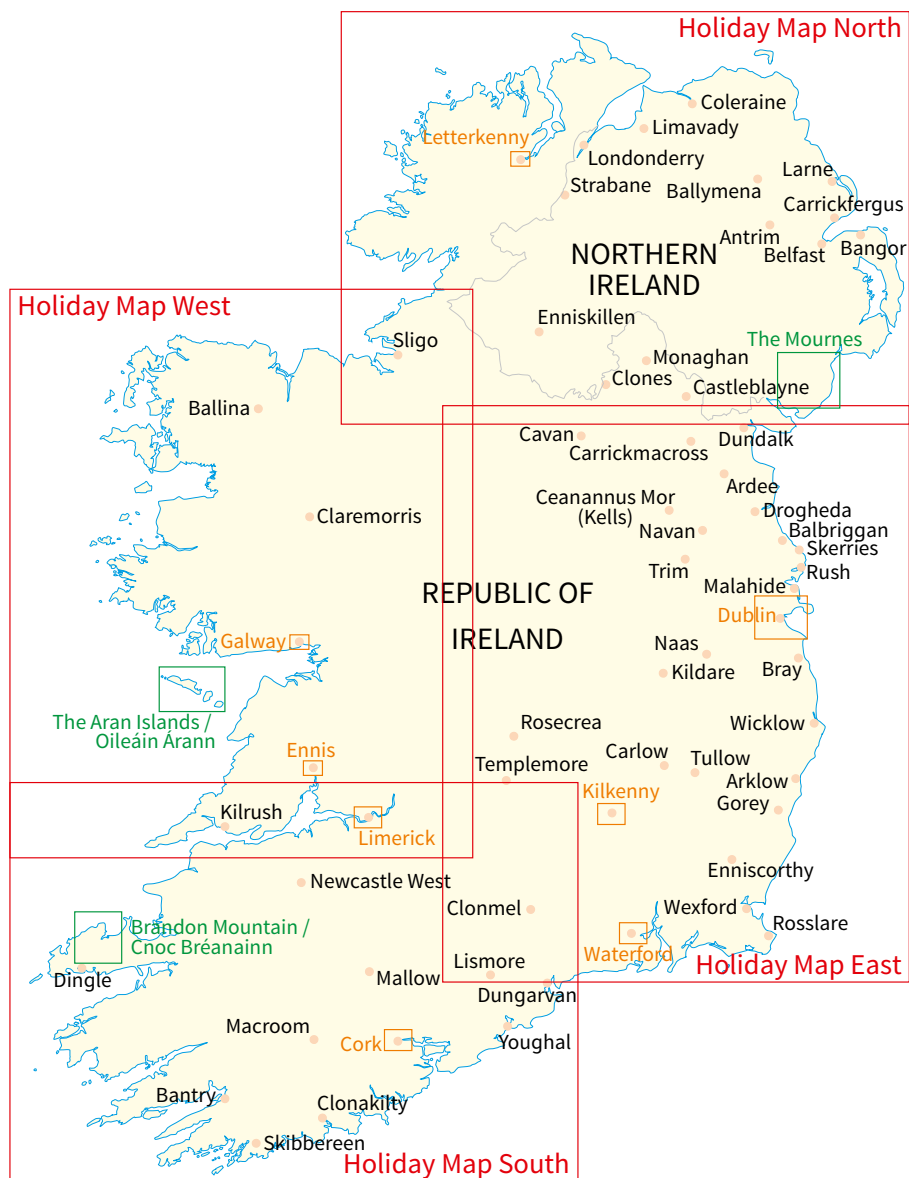 Holiday Map North
Coleraine
Limavady
Letterkenny
Londonderry
Larne
Strabane
Ballymena
Carrickfergus
Antrim
Belfast
Bangor
NORTHERN
IRELAND
Holiday Map West
Enniskillen
Sligo
The Mournes
Monaghan
Clones
Castleblayne
Ballina
Cavan
Dundalk
Carrickmacross
Ardee
Ceanannus Mor
(Kells)
Drogheda
Claremorris
Navan
Balbriggan
Skerries
Trim
Rush
Malahide
REPUBLIC OF
IRELAND
Dublin
Galway
Naas
Kildare
Bray
The Aran Islands /
Oileáin Árann
Rosecrea
Wicklow
Ennis
Carlow
Tullow
Templemore
Arklow
Kilkenny
Gorey
Kilrush
Limerick
Enniscorthy
Newcastle West
Clonmel
Wexford
Rosslare
Brandon Mountain /
Cnoc Bréanainn
Waterford
Holiday Map East
Dingle
Mallow
Lismore
Dungarvan
Macroom
Cork
Youghal
Bantry
Clonakilty
Skibbereen
Holiday Map South